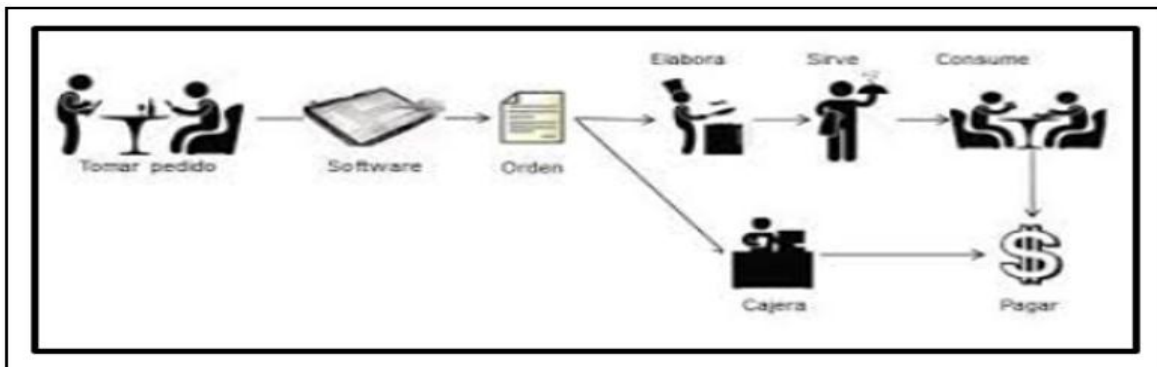 Elabora
Sirve
Consume
Tomar pedido
Software
Orden
Cajera
Pagar